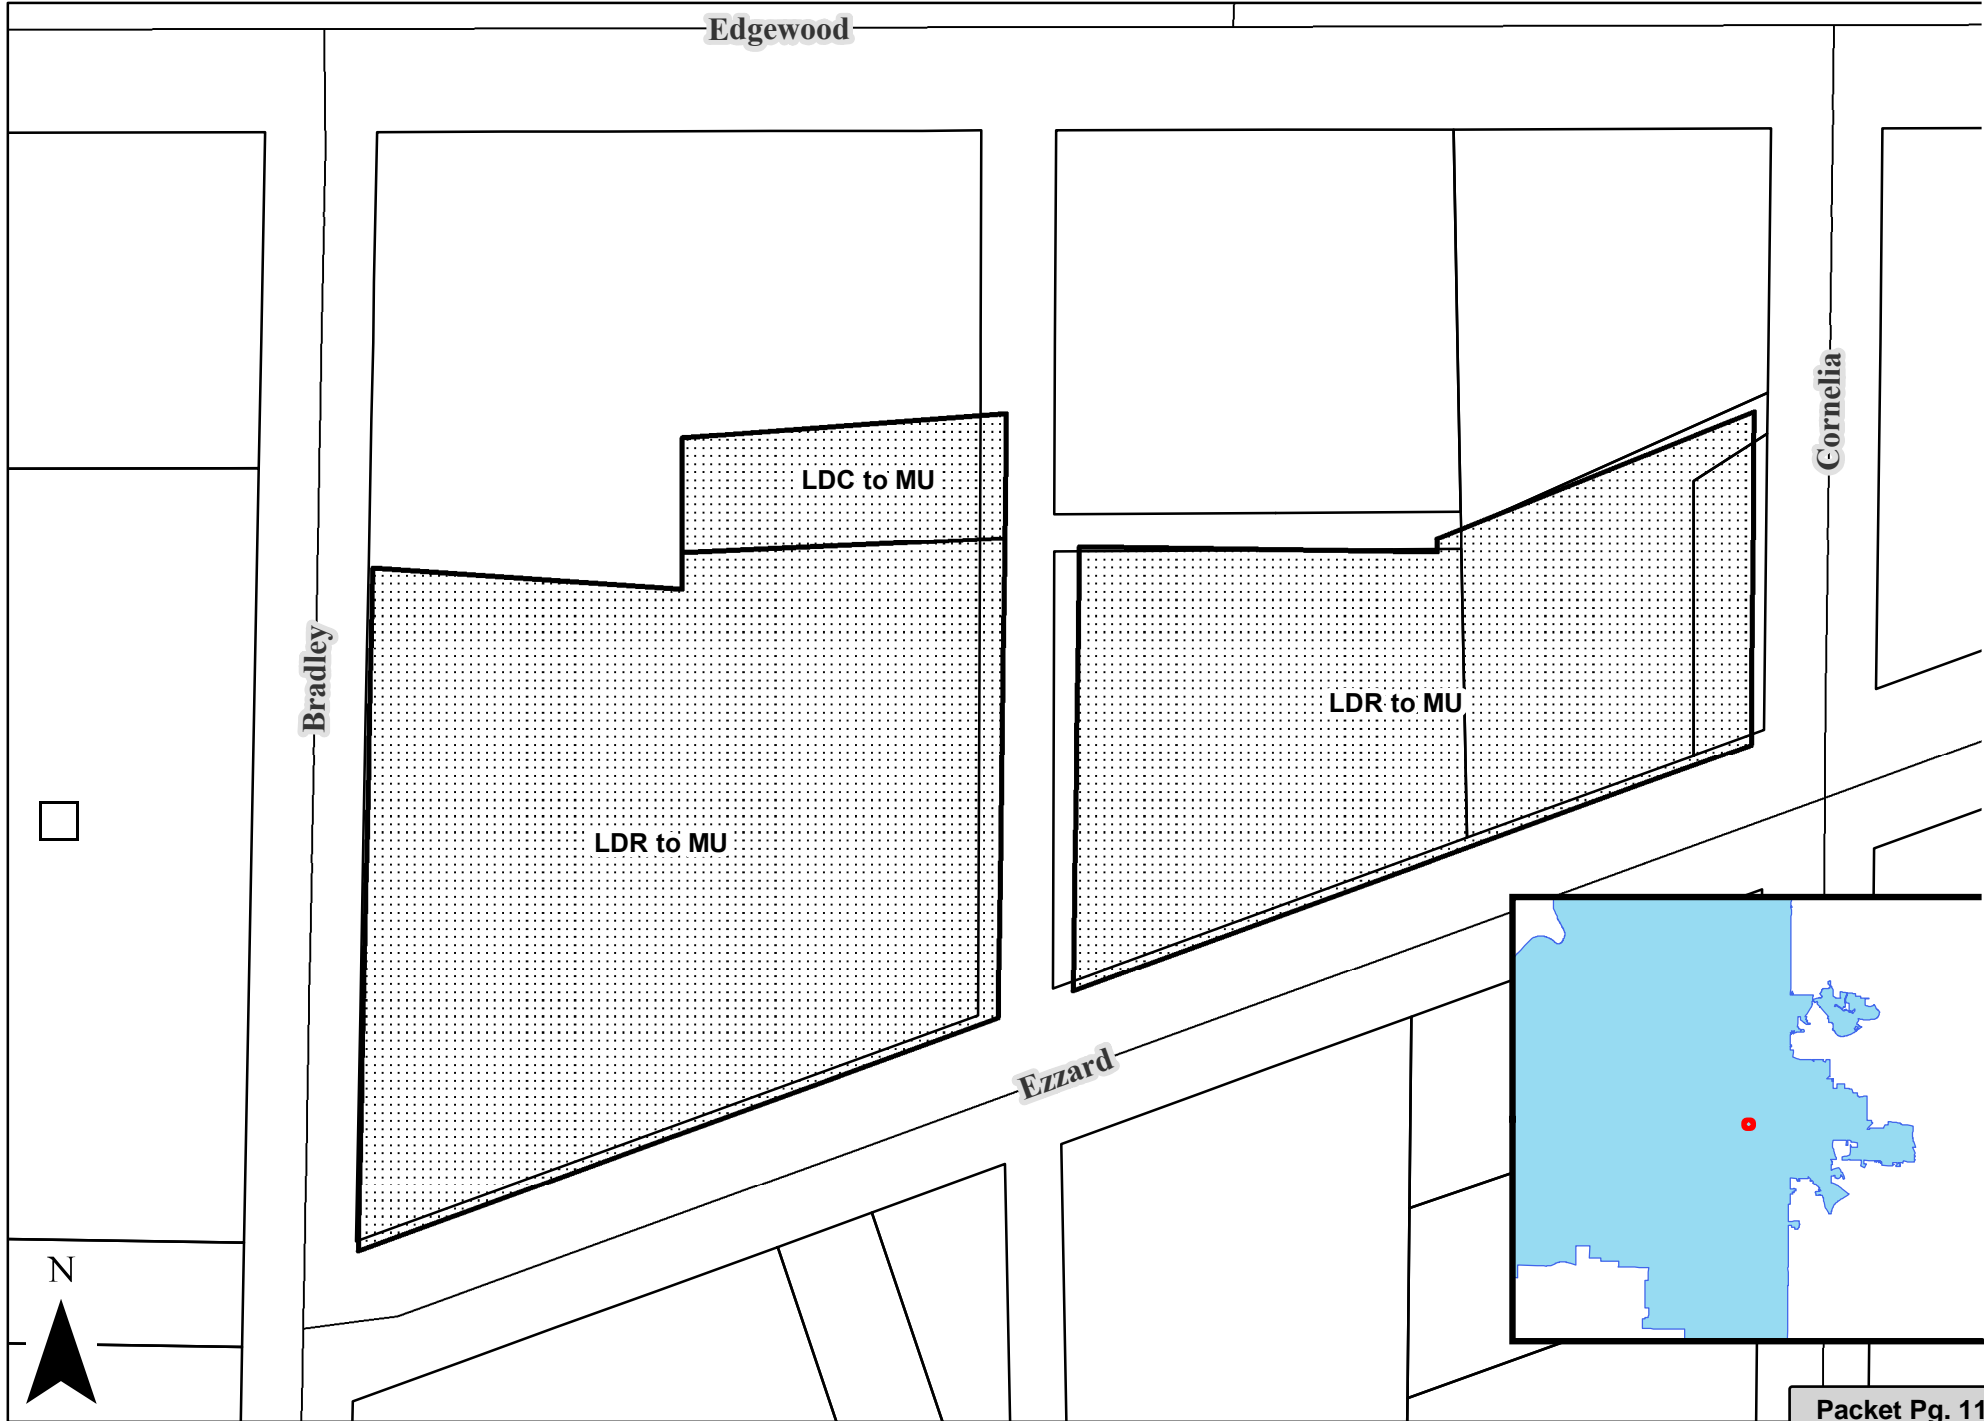 Edgewood
Cornelia
LDC to MU
Bradley
LDR to MU
LDR to MU
Ezzard
N
Packet Pg. 11